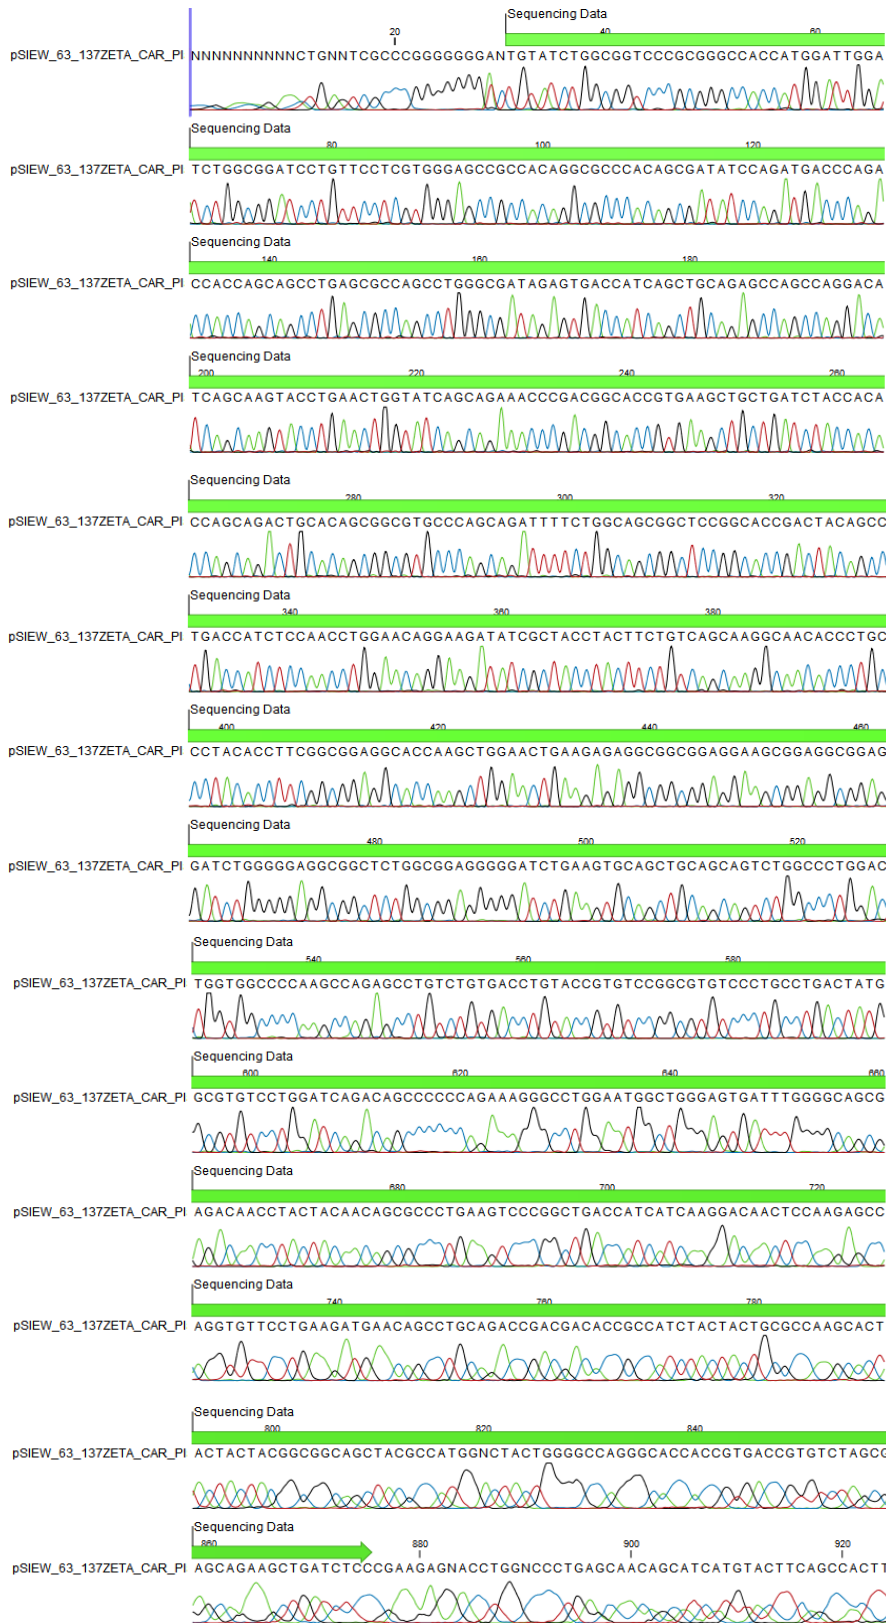 Sequencing Data
20 40 60
pSIEW_63_137ZETA_CAR_PI NNNNNNNNNNCTGNNTCGCCCGGGGGGGANTGTATCTGGCGGTCCCGCGGGCCACCATGGATTGGA
Sequencing Data
80 100 120
pSIEW_63_137ZETA_CAR_PI TCTGGCGGATCCTGTTCCTCGTGGGAGCCGCCACAGGCGCCCACAGCGATATCCAGATGACCCAGA
Sequencing Data
140 160 180
pSIEW_63_137ZETA_CAR_PI CCACCAGCAGCCTGAGCGCCAGCCTGGGCGATAGAGTGACCATCAGCTGCAGAGCCAGCCAGGACA
Sequencing Data
200 220 240 260
pSIEW_63_137ZETA_CAR_PI TCAGCAAGTACCTGAACTGGTATCAGCAGAAACCCGACGGCACCGTGAAGCTGCTGATCTACCACA
Sequencing Data
280 300 320
pSIEW_63_137ZETA_CAR_PI CCAGCAGACTGCACAGCGGCGTGCCCAGCAGATTTTCTGGCAGCGGCTCCGGCACCGACTACAGCC
Sequencing Data
340 360 380
pSIEW_63_137ZETA_CAR_PI TGACCATCTCCAACCTGGAACAGGAAGATATCGCTACCTACTTCTGTCAGCAAGGCAACACCCTGC
Sequencing Data
400 420 440 460
pSIEW_63_137ZETA_CAR_PI CCTACACCTTCGGCGGAGGCACCAAGCTGGAACTGAAGAGAGGCGGCGGAGGAAGCGGAGGCGGAG
Sequencing Data
480 500 520
pSIEW_63_137ZETA_CAR_PI GATCTGGGGGAGGCGGCTCTGGCGGAGGGGGATCTGAAGTGCAGCTGCAGCAGTCTGGCCCTGGAC
Sequencing Data
540 560 580
pSIEW_63_137ZETA_CAR_PI TGGTGGCCCCAAGCCAGAGCCTGTCTGTGACCTGTACCGTGTCCGGCGTGTCCCTGCCTGACTATG
Sequencing Data
600 620 640 660
pSIEW_63_137ZETA_CAR_PI GCGTGTCCTGGATCAGACAGCCCCCCAGAAAGGGCCTGGAATGGCTGGGAGTGATTTGGGGCAGCG
Sequencing Data
680 700 720
pSIEW_63_137ZETA_CAR_PI AGACAACCTACTACAACAGCGCCCTGAAGTCCCGGCTGACCATCATCAAGGACAACTCCAAGAGCC
Sequencing Data
740 760 780
pSIEW_63_137ZETA_CAR_PI AGGTGTTCCTGAAGATGAACAGCCTGCAGACCGACGACACCGCCATCTACTACTGCGCCAAGCACT
Sequencing Data
800 820 840
pSIEW_63_137ZETA_CAR_PI ACTACTACGGCGGCAGCTACGCCATGGNCTACTGGGGCCAGGGCACCACCGTGACCGTGTCTAGCG
Sequencing Data
860 880 900 920
pSIEW_63_137ZETA_CAR_PI AGCAGAAGCTGATCTCCCGAAGAGNACCTGGNCCCTGAGCAACAGCATCATGTACTTCAGCCACTT